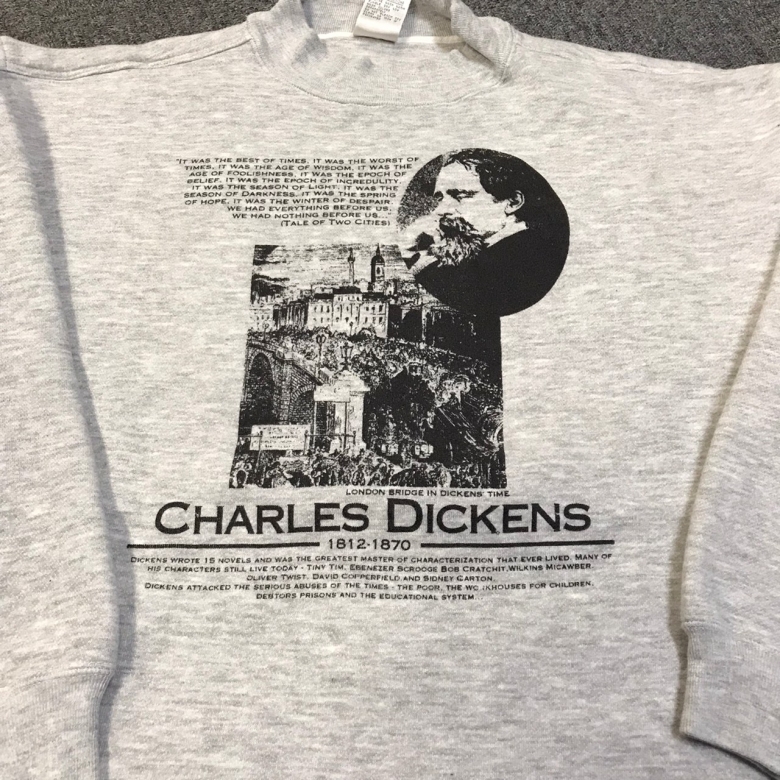 "IT WAS THE BEST OF TIMES, IT WAS THE WORST OF
TIMES, IT WAS THE AGE OF WISDOM, IT WAS THE
AGE OF FOOLISHNESS, IT WAS THE EPOCH OF
BELIEF, IT WAS THE EPOCH OF INCREDULITY,
IT WAS THE SEASON OF LIGHT, IT WAS THE
SEASON OF DARKNESS, IT WAS THE SPRING
OF HOPE, IT WAS THE WINTER OF DESPAIR,
WE HAD EVERYTHING BEFORE US,
WE HAD NOTHING BEFORE US..."
(TALE OF TWO CITIES)
LONDON BRIDGE IN DICKENS' TIME
CHARLES DICKENS
1812-1870
DICKENS WROTE 15 NOVELS AND WAS THE GREATEST MASTER OF CHARACTERIZATION THAT EVER LIVED. MANY OF
HIS CHARACTERS STILL LIVE TODAY - TINY TIM, EBENEZER SCROOGE BOB CRATCHIT, WILKINS MICAWBER,
OLIVER TWIST, DAVID COPPERFIELD AND SIDNEY CARTON.
DICKENS ATTACKED THE SERIOUS ABUSES OF THE TIMES - THE POOR, THE WORKHOUSES FOR CHILDREN,
DEBTORS PRISONS AND THE EDUCATIONAL SYSTEM.